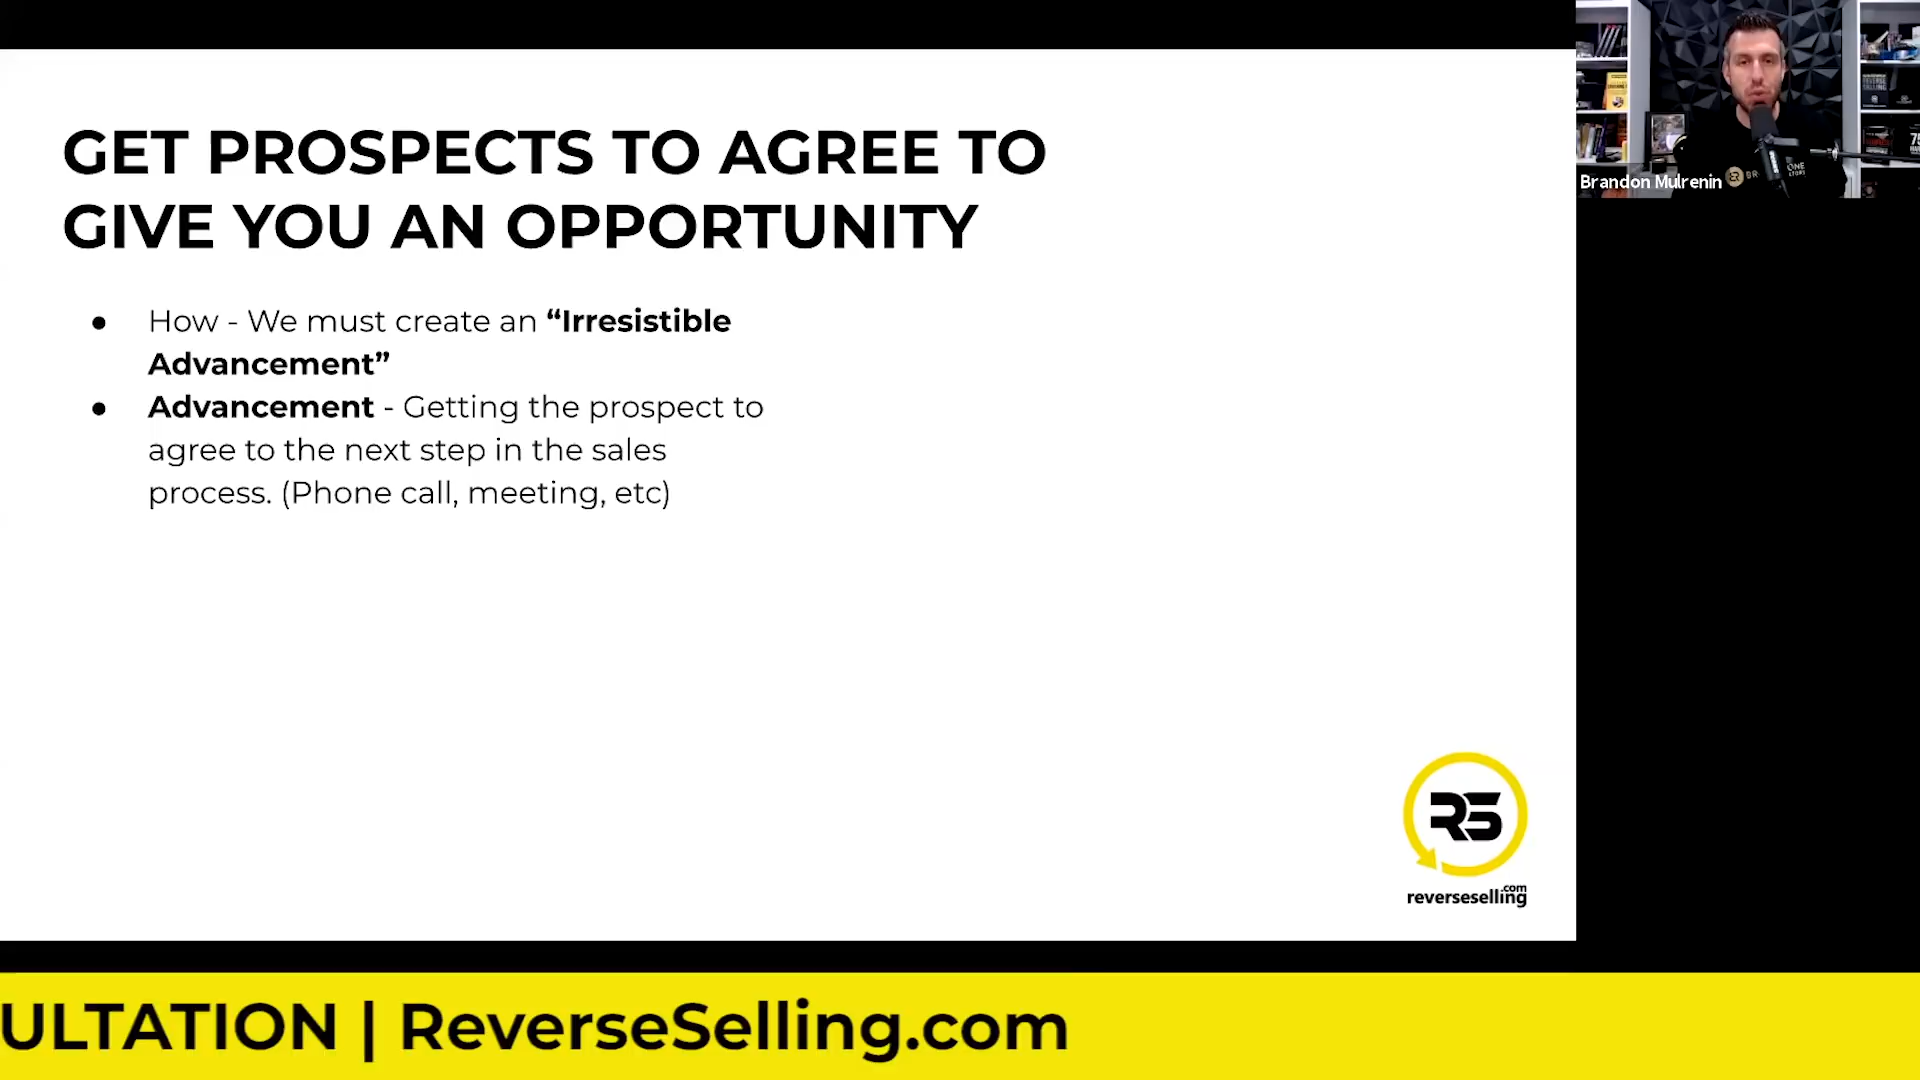 GET PROSPECTS TO AGREE TO
GIVE YOU AN OPPORTUNITY
● How - We must create an “Irresistible
Advancement”
● Advancement - Getting the prospect to
agree to the next step in the sales
process. (Phone call, meeting, etc)
Brandon Mulrenin
RS
.com
reverseselling
ULTATION | ReverseSelling.com